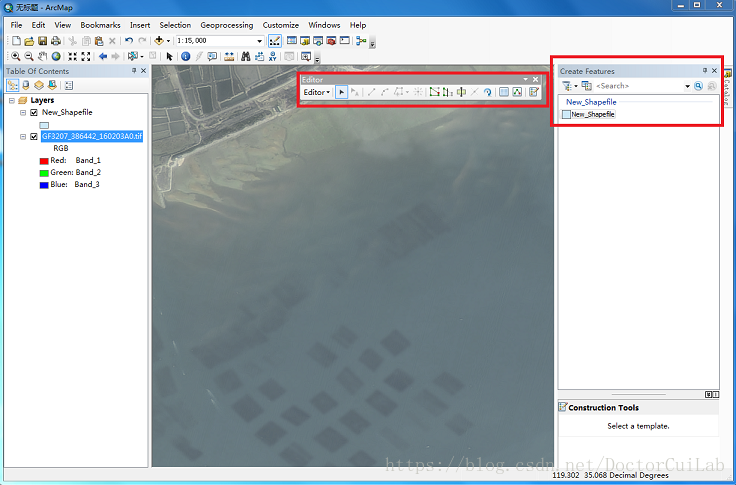 无标题 - ArcMap
File Edit View Bookmarks Insert Selection Geoprocessing Customize Windows Help
1:15,000
Table Of Contents
Layers
New_Shapefile
GF3207_386442_160203A0.tif
RGB
Red: Band_1
Green: Band_2
Blue: Band_3
Editor
Editor
Create Features
<Search>
New_Shapefile
New_Shapefile
Catalog
Construction Tools
Select a template.
https://blog.csdn.net/DoctorCuiLab
119.302 35.068 Decimal Degrees